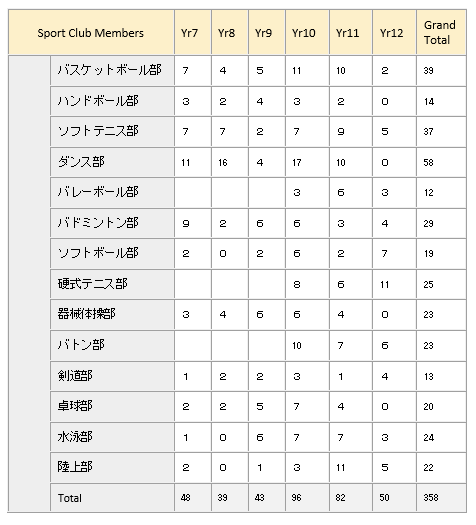 Sport Club Members Yr7 Yr8 Yr9 Yr10 Yr11 Yr12 Grand Total
バスケットボール部 7 4 5 11 10 2 39
ハンドボール部 3 2 4 3 2 0 14
ソフトテニス部 7 7 2 7 9 5 37
ダンス部 11 16 4 17 10 0 58
バレーボール部 3 6 3 12
バドミントン部 9 2 6 6 3 4 29
ソフトボール部 2 0 2 6 2 7 19
硬式テニス部 8 6 11 25
器械体操部 3 4 6 6 4 0 23
バトン部 10 7 6 23
剣道部 1 2 2 3 1 4 13
卓球部 2 2 5 7 4 0 20
水泳部 1 0 6 7 7 3 24
陸上部 2 0 1 3 11 5 22
Total 48 39 43 96 82 50 358